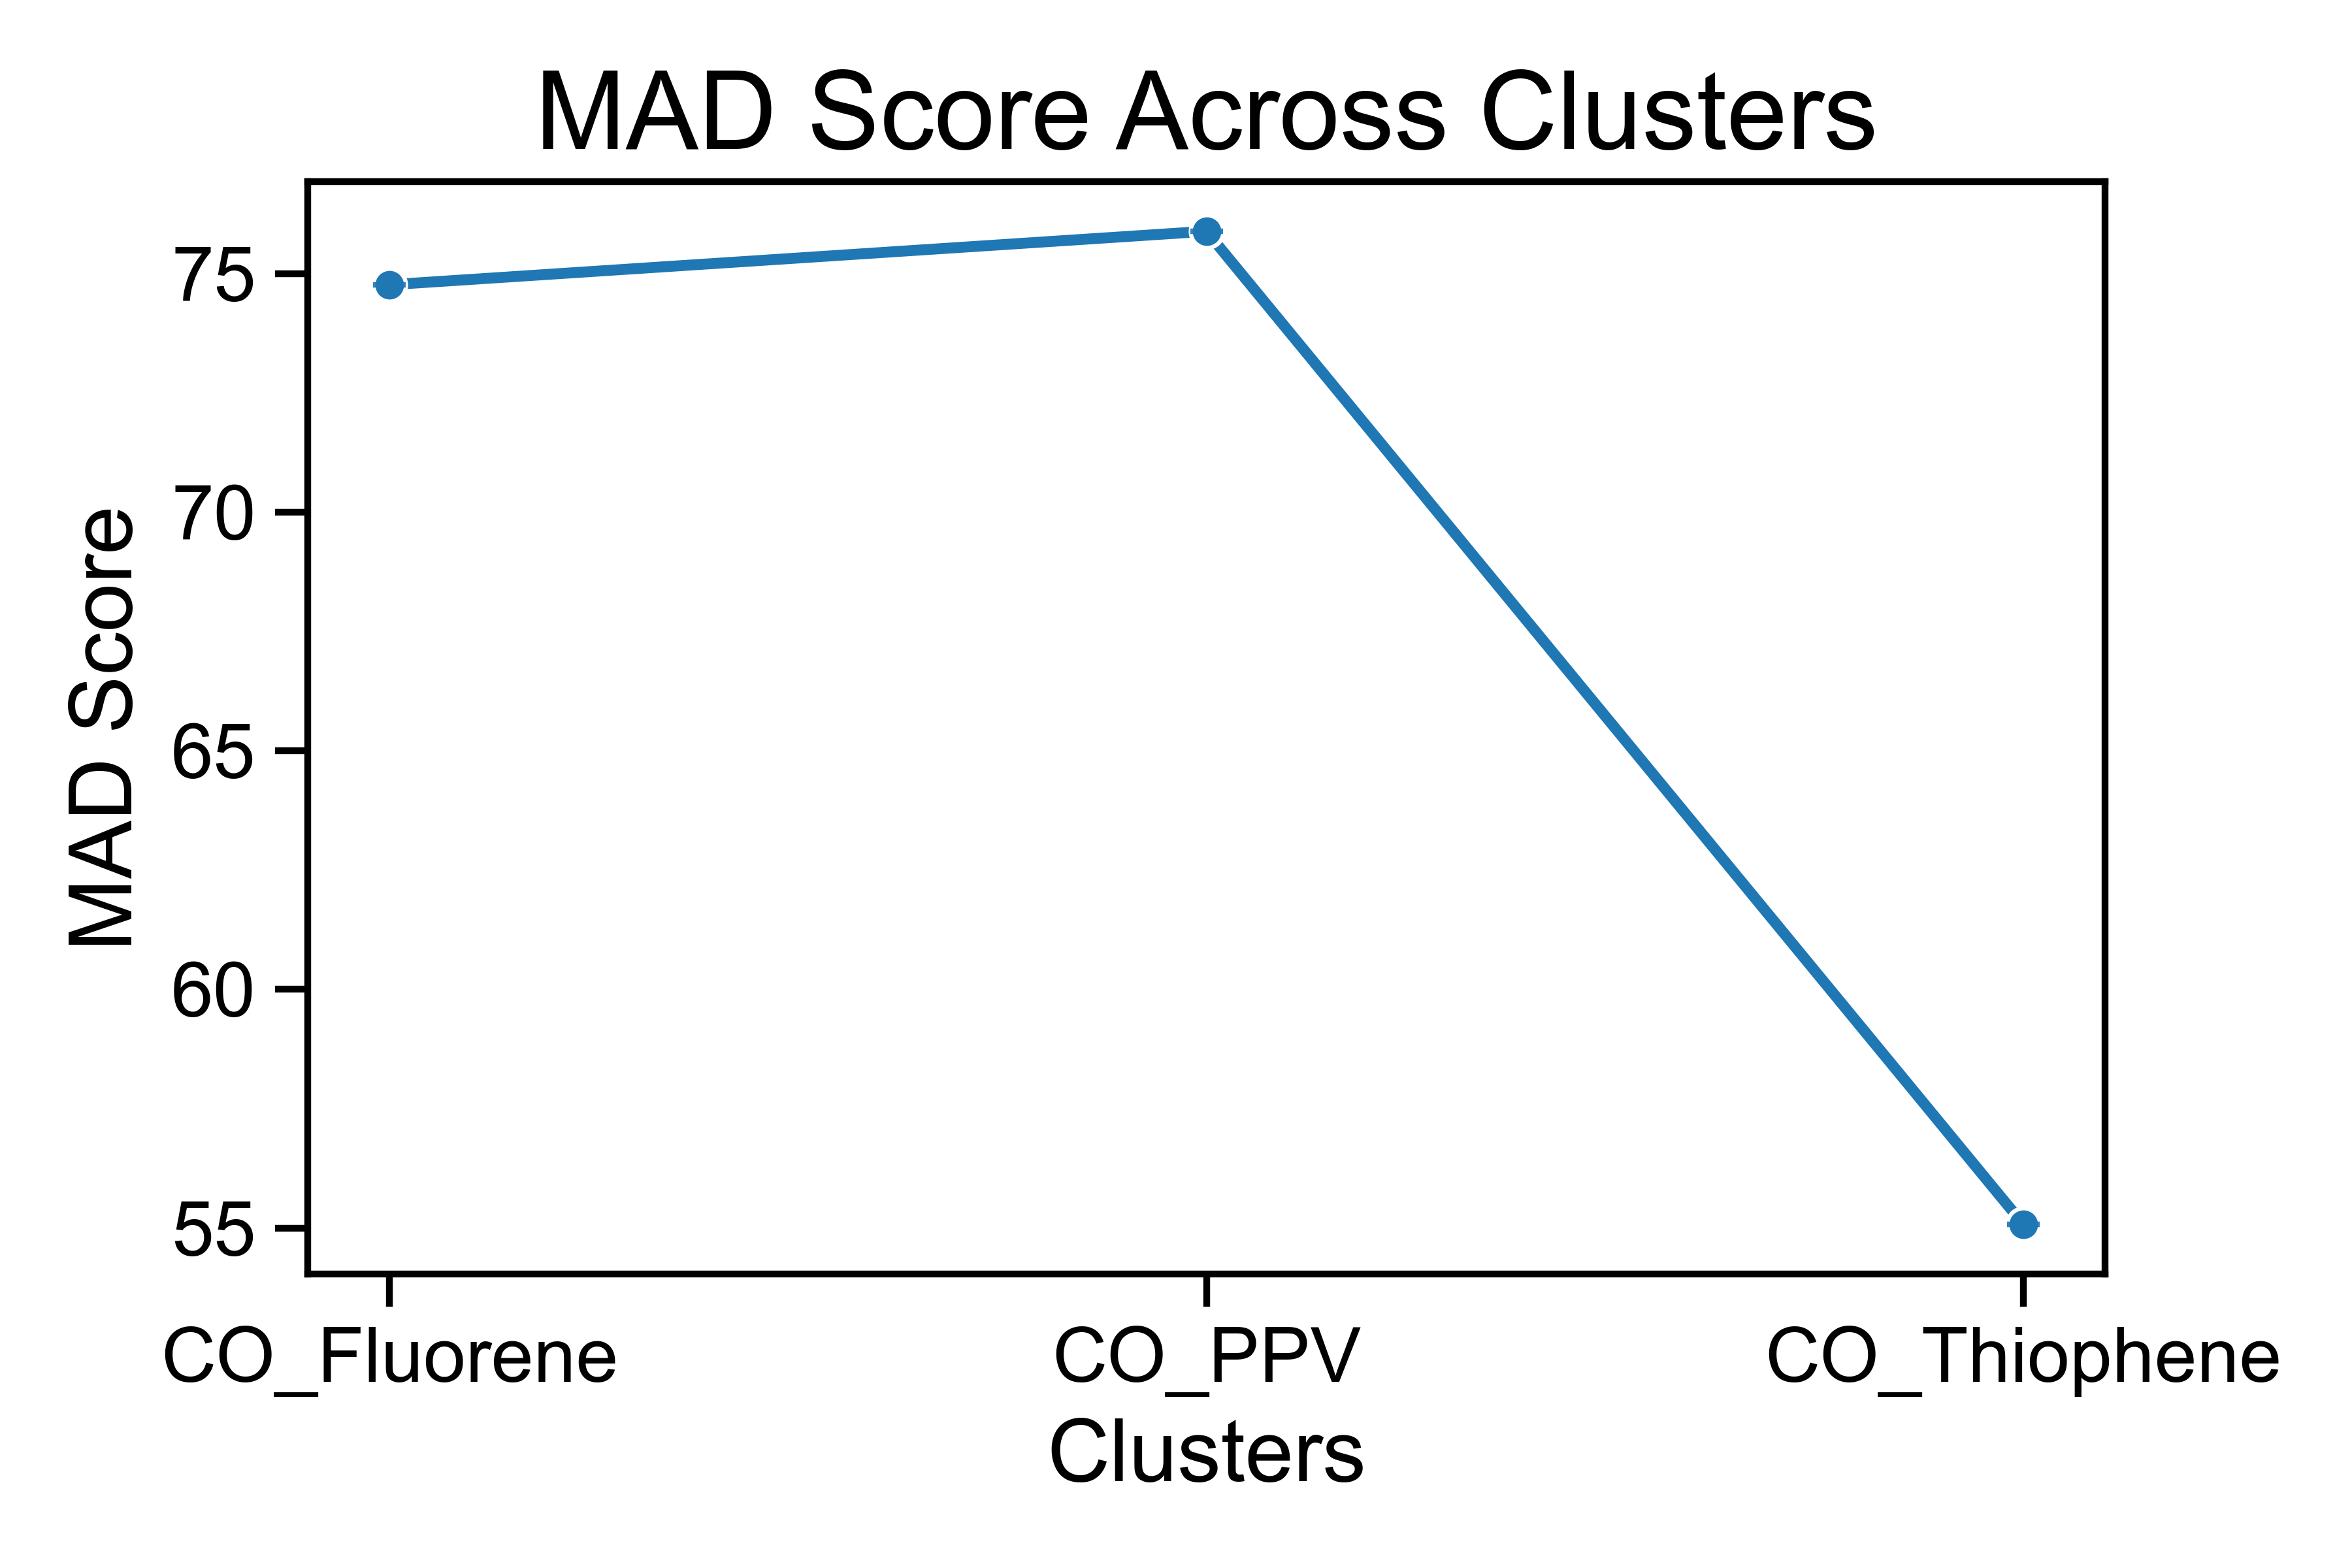 MAD Score Across Clusters
MAD Score
75
70
65
60
55
CO_Fluorene
CO_PPV
CO_Thiophene
Clusters